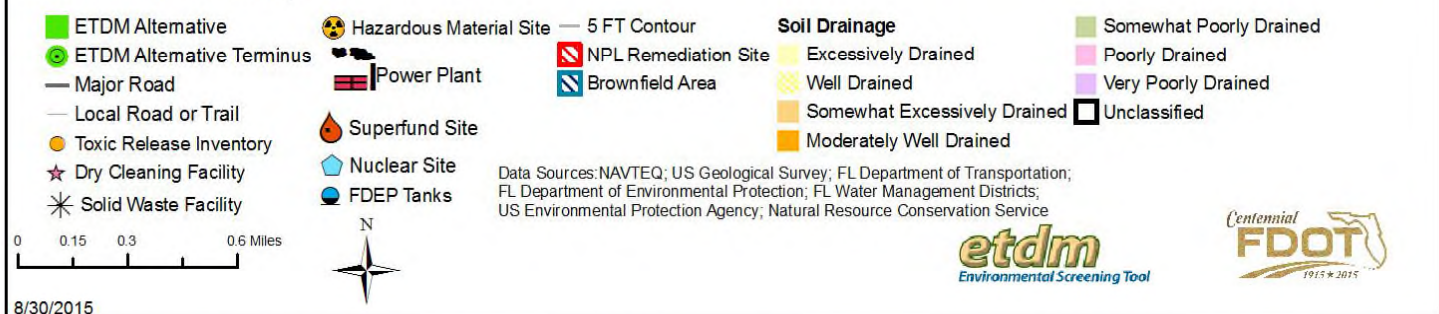 ETDM Alternative
ETDM Alternative Terminus
Major Road
Local Road or Trail
Toxic Release Inventory
Dry Cleaning Facility
Solid Waste Facility
Hazardous Material Site
Power Plant
Superfund Site
Nuclear Site
FDEP Tanks
5 FT Contour
NPL Remediation Site
Brownfield Area
Soil Drainage
Excessively Drained
Well Drained
Somewhat Excessively Drained
Moderately Well Drained
Somewhat Poorly Drained
Poorly Drained
Very Poorly Drained
Unclassified
Data Sources:NAVTEQ; US Geological Survey; FL Department of Transportation;
FL Department of Environmental Protection; FL Water Management Districts;
US Environmental Protection Agency; Natural Resource Conservation Service
0 0.15 0.3 0.6 Miles
N
etdm
Environmental Screening Tool
Centennial
FDOT
1915★2015
8/30/2015